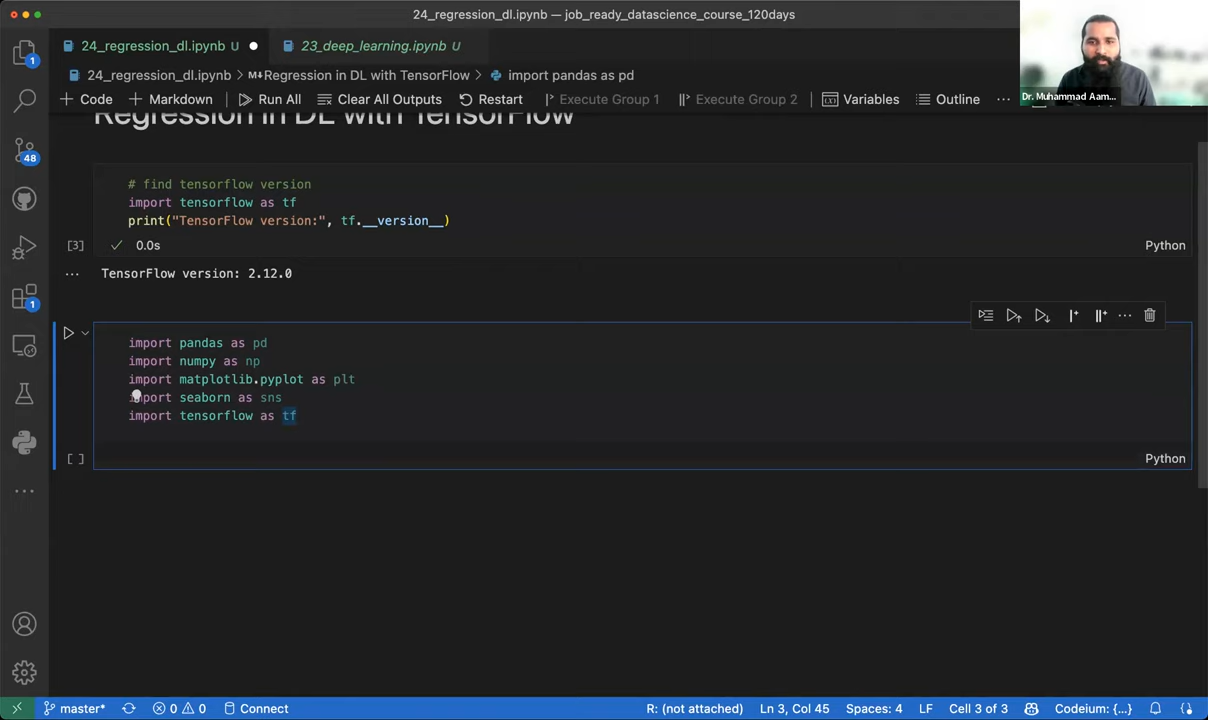 24_regression_dl.ipynb — job_ready_datascience_course_120days
24_regression_dl.ipynb U
23_deep_learning.ipynb U
24_regression_dl.ipynb > M↓Regression in DL with TensorFlow > import pandas as pd
+ Code + Markdown Run All Clear All Outputs Restart Execute Group 1 Execute Group 2 Variables Outline ...
Dr. Muhammad Aam...
Regression in DL with TensorFlow
# find tensorflow version
import tensorflow as tf
print("TensorFlow version:", tf.__version__)
[3] ✓ 0.0s Python
... TensorFlow version: 2.12.0
import pandas as pd
import numpy as np
import matplotlib.pyplot as plt
import seaborn as sns
import tensorflow as tf
[ ] Python
1
48
1
master* 0 0 Connect R: (not attached) Ln 3, Col 45 Spaces: 4 LF Cell 3 of 3 Codeium: {...}